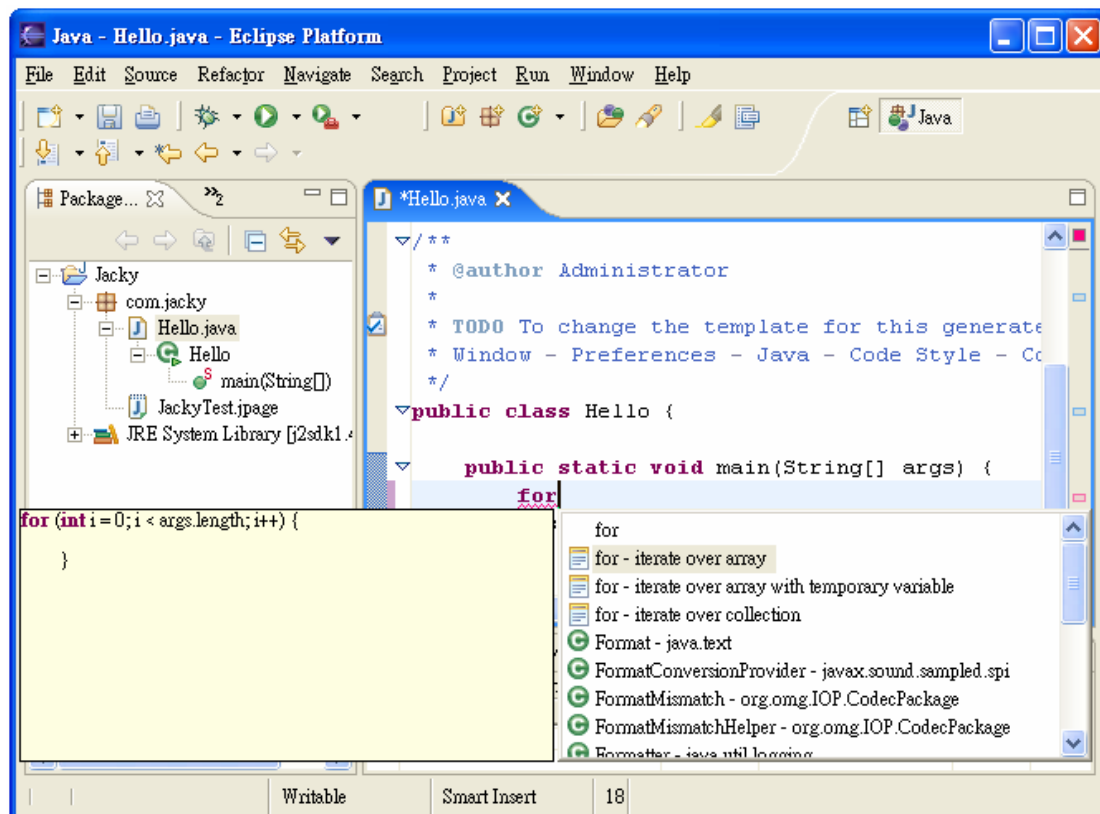 Java - Hello.java - Eclipse Platform
File Edit Source Refactor Navigate Search Project Run Window Help
Java
Package... »2
*Hello.java
Jacky
com.jacky
Hello.java
Hello
main(String[])
JackyTest.jpage
JRE System Library [j2sdk1.
/**
* @author Administrator
*
* TODO To change the template for this generate
* Window - Preferences - Java - Code Style - Co
*/
public class Hello {
public static void main(String[] args) {
for
for (int i = 0; i < args.length; i++) {
}
for
for - iterate over array
for - iterate over array with temporary variable
for - iterate over collection
Format - java.text
FormatConversionProvider - javax.sound.sampled.spi
FormatMismatch - org.omg.IOP.CodecPackage
FormatMismatchHelper - org.omg.IOP.CodecPackage
Formatter - java.util.logging
Writable Smart Insert 18